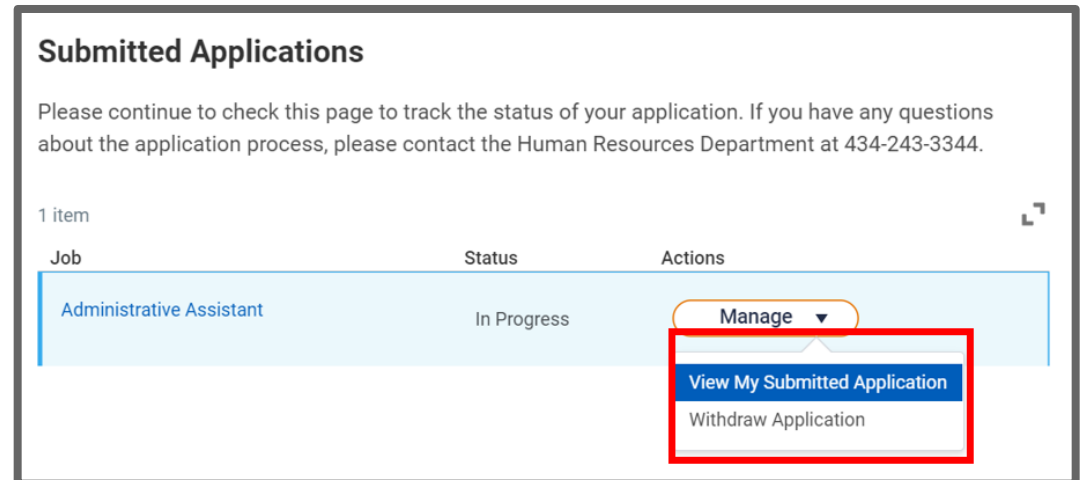 Submitted Applications
Please continue to check this page to track the status of your application. If you have any questions
about the application process, please contact the Human Resources Department at 434-243-3344.
1 item
Job Status Actions
Administrative Assistant In Progress Manage
View My Submitted Application
Withdraw Application